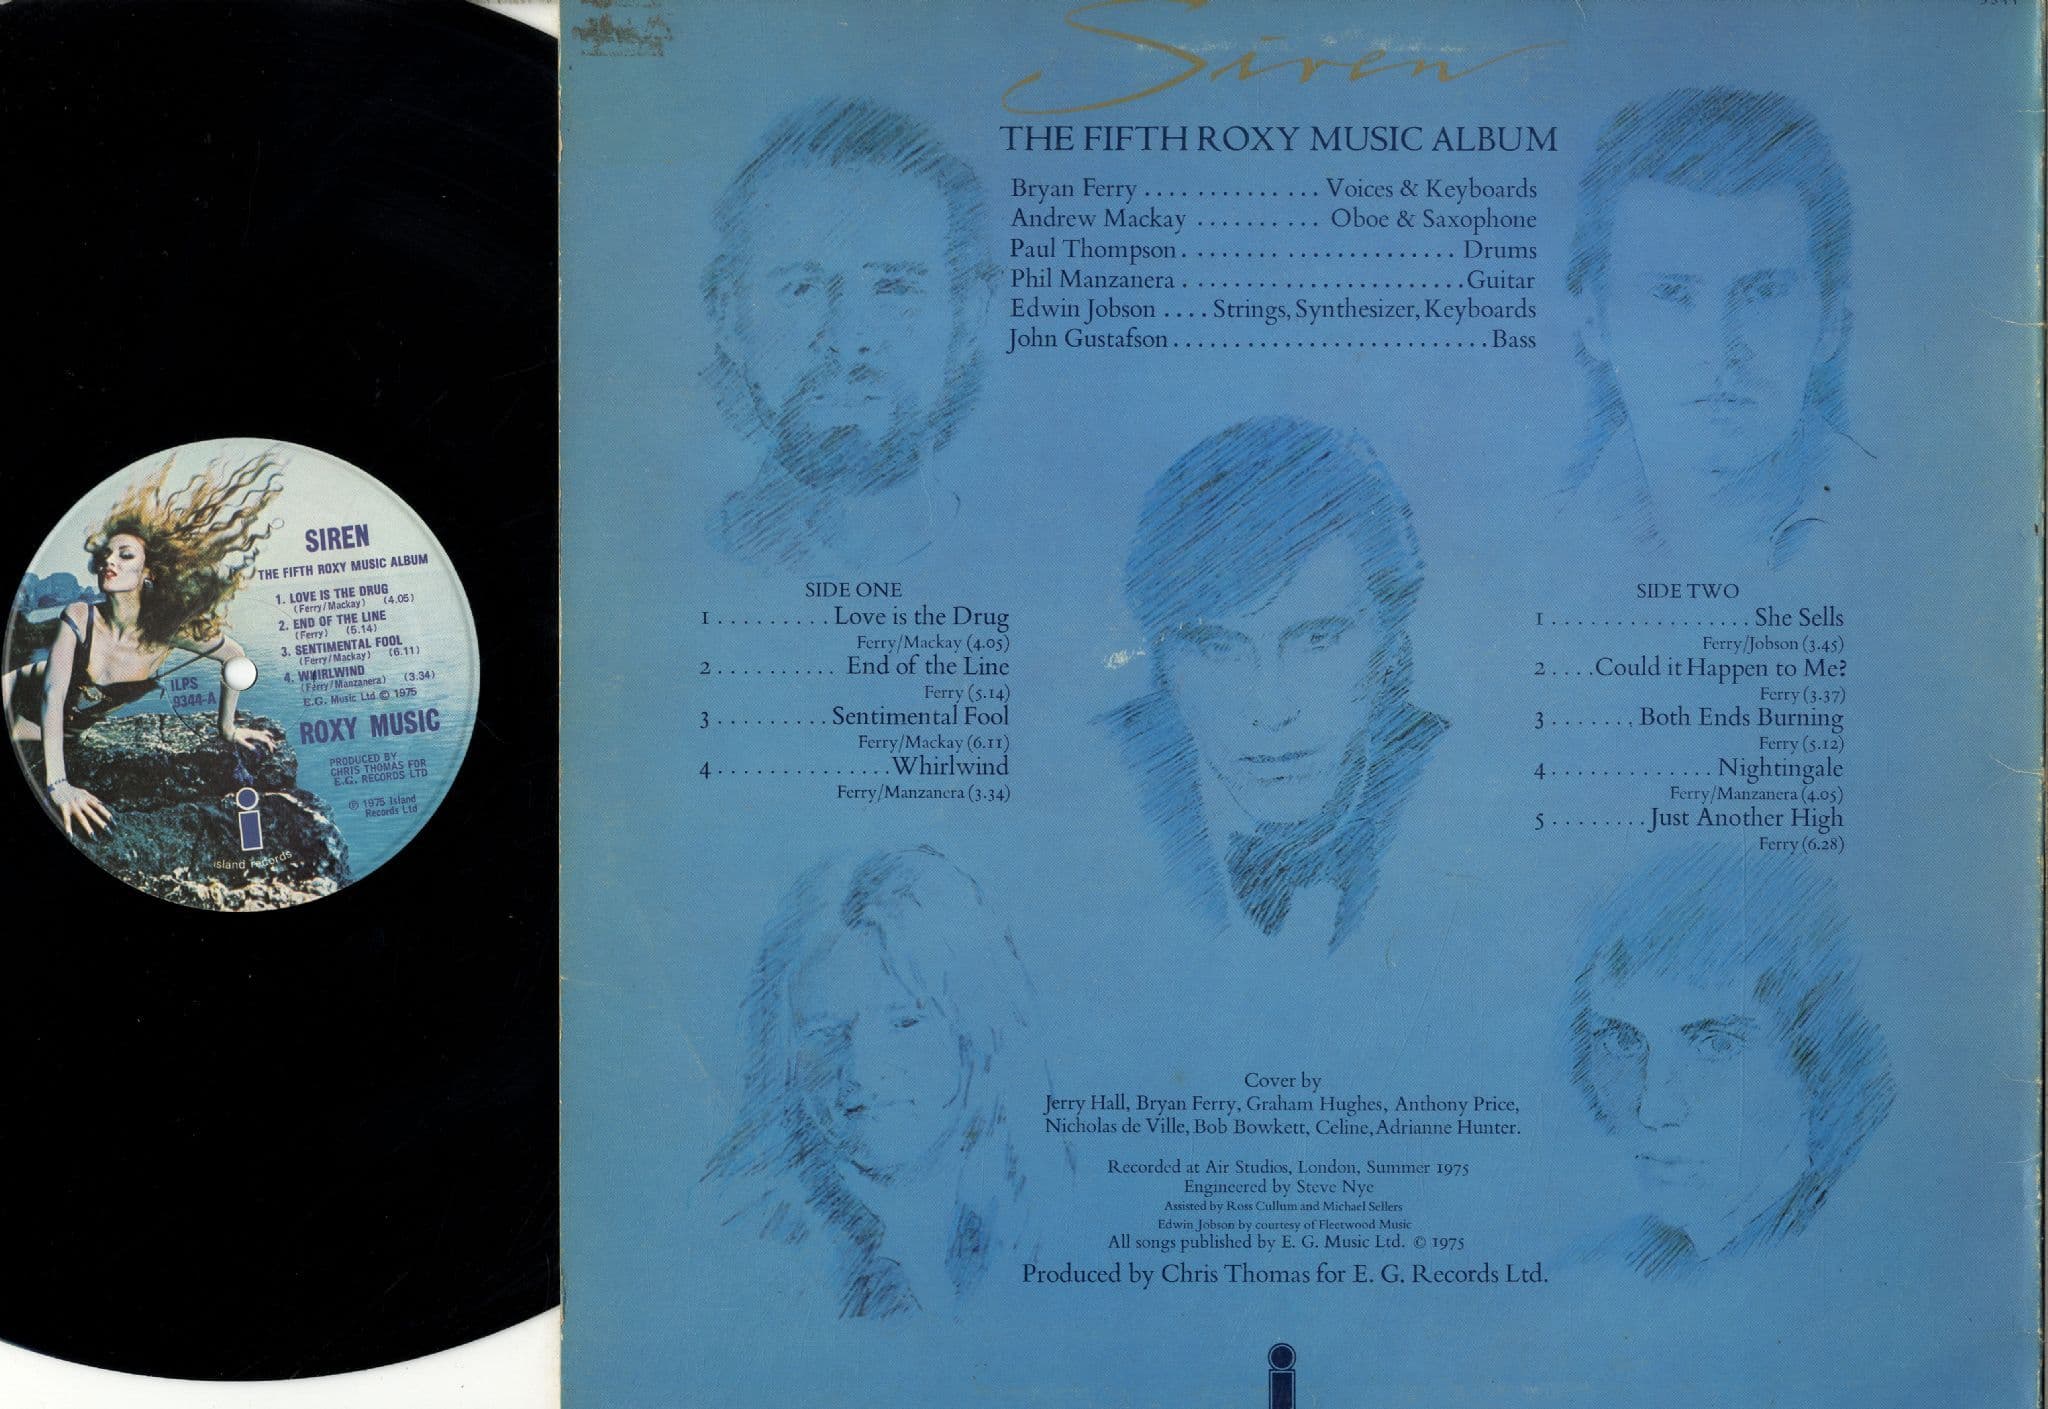 SIREN
THE FIFTH ROXY MUSIC ALBUM
1. LOVE IS THE DRUG
(Ferry/Mackay) (4.05)
2. END OF THE LINE
(Ferry) (5.14)
3. SENTIMENTAL FOOL
(Ferry/Mackay) (6.11)
4. WHIRLWIND
(Ferry/Manzanera) (3.34)
E.G. Music Ltd © 1975
ILPS
9344-A
ROXY MUSIC
PRODUCED BY
CHRIS THOMAS FOR
E.G. RECORDS LTD
℗ 1975 Island
Records Ltd
island records
Siren
THE FIFTH ROXY MUSIC ALBUM
Bryan Ferry .............. Voices & Keyboards
Andrew Mackay .......... Oboe & Saxophone
Paul Thompson....................... Drums
Phil Manzanera .......................Guitar
Edwin Jobson .... Strings, Synthesizer, Keyboards
John Gustafson..........................Bass
SIDE ONE
1.........Love is the Drug
Ferry/Mackay (4.05)
2.......... End of the Line
Ferry (5.14)
3.........Sentimental Fool
Ferry/Mackay (6.11)
4..............Whirlwind
Ferry/Manzanera (3.34)
SIDE TWO
1................She Sells
Ferry/Jobson (3.45)
2....Could it Happen to Me?
Ferry (3.37)
3.......Both Ends Burning
Ferry (5.12)
4.............Nightingale
Ferry/Manzanera (4.05)
5........Just Another High
Ferry (6.28)
Cover by
Jerry Hall, Bryan Ferry, Graham Hughes, Anthony Price,
Nicholas de Ville, Bob Bowkett, Celine, Adrianne Hunter.
Recorded at Air Studios, London, Summer 1975
Engineered by Steve Nye
Assisted by Ross Cullum and Michael Sellers
Edwin Jobson by courtesy of Fleetwood Music
All songs published by E. G. Music Ltd. © 1975
Produced by Chris Thomas for E. G. Records Ltd.